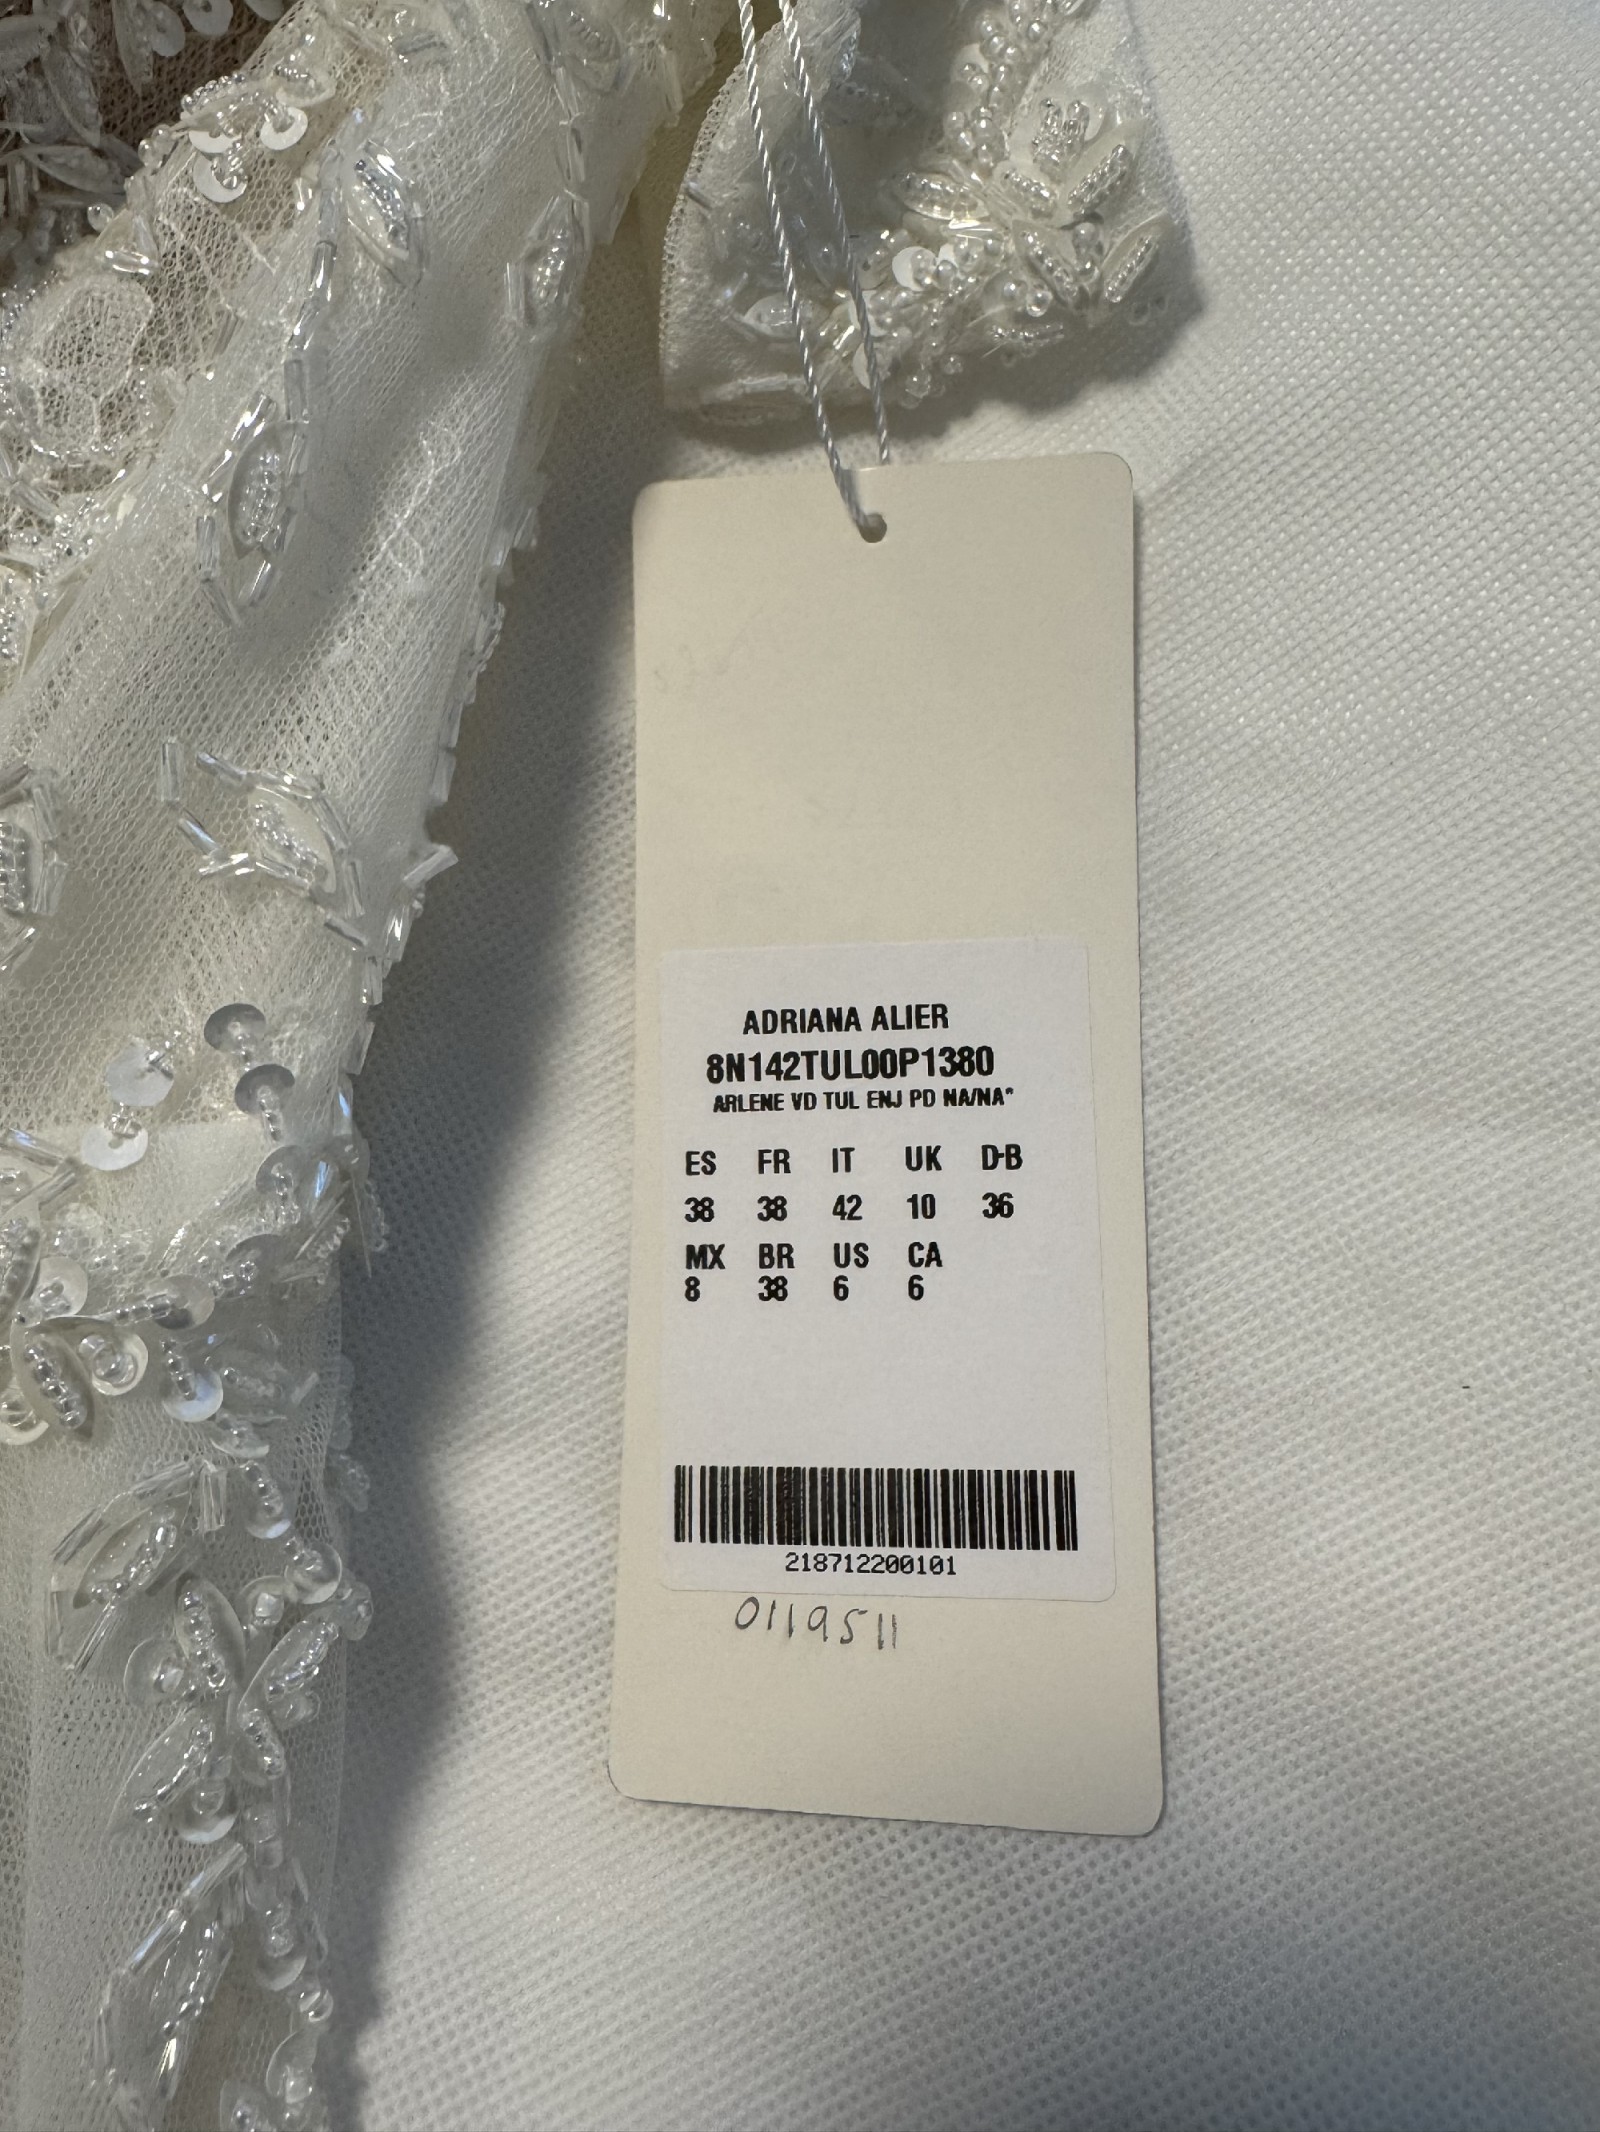 ADRIANA ALIER
8N142TUL00P1380
ARLENE VD TUL ENJ PD NA/NA*
ES FR IT UK D-B
38 38 42 10 36
MX BR US CA
8 38 6 6
218712200101
0119511